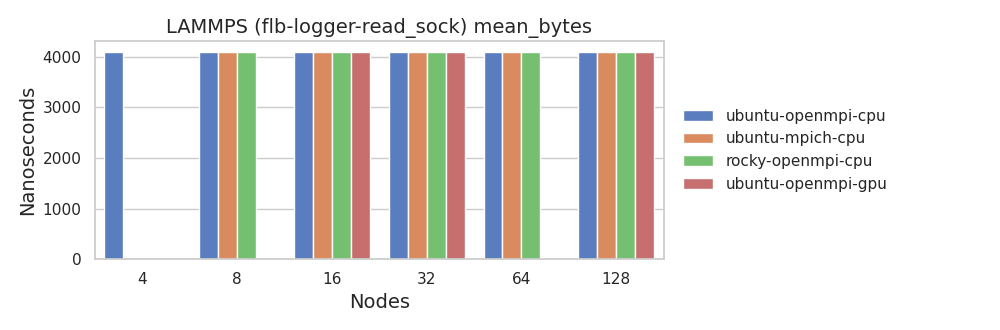 LAMMPS (flb-logger-read_sock) mean_bytes
Nanoseconds
4000
3000
2000
1000
0
4 8 16 32 64 128
Nodes
ubuntu-openmpi-cpu
ubuntu-mpich-cpu
rocky-openmpi-cpu
ubuntu-openmpi-gpu